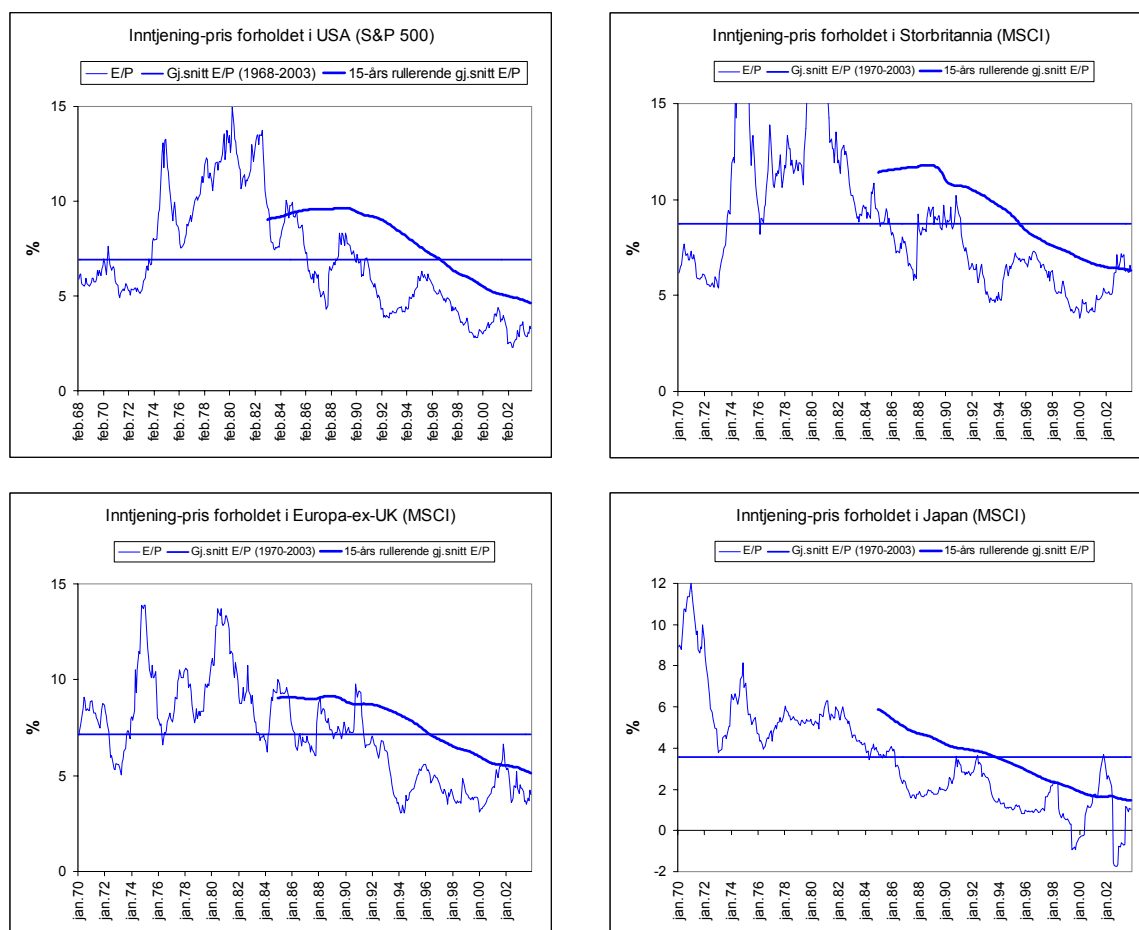 Inntjening-pris forholdet i USA (S&P 500)
E/P Gj.snitt E/P (1968-2003) 15-års rullerende gj.snitt E/P
15
10
5
0
%
feb.68 feb.70 feb.72 feb.74 feb.76 feb.78 feb.80 feb.82 feb.84 feb.86 feb.88 feb.90 feb.92 feb.94 feb.96 feb.98 feb.00 feb.02
Inntjening-pris forholdet i Storbritannia (MSCI)
E/P Gj.snitt E/P (1970-2003) 15-års rullerende gj.snitt E/P
15
10
5
0
%
jan.70 jan.72 jan.74 jan.76 jan.78 jan.80 jan.82 jan.84 jan.86 jan.88 jan.90 jan.92 jan.94 jan.96 jan.98 jan.00 jan.02
Inntjening-pris forholdet i Europa-ex-UK (MSCI)
E/P Gj.snitt E/P (1970-2003) 15-års rullerende gj.snitt E/P
15
10
5
0
%
jan.70 jan.72 jan.74 jan.76 jan.78 jan.80 jan.82 jan.84 jan.86 jan.88 jan.90 jan.92 jan.94 jan.96 jan.98 jan.00 jan.02
Inntjening-pris forholdet i Japan (MSCI)
E/P Gj.snitt E/P (1970-2003) 15-års rullerende gj.snitt E/P
12
10
8
6
4
2
0
-2
%
jan.70 jan.72 jan.74 jan.76 jan.78 jan.80 jan.82 jan.84 jan.86 jan.88 jan.90 jan.92 jan.94 jan.96 jan.98 jan.00 jan.02